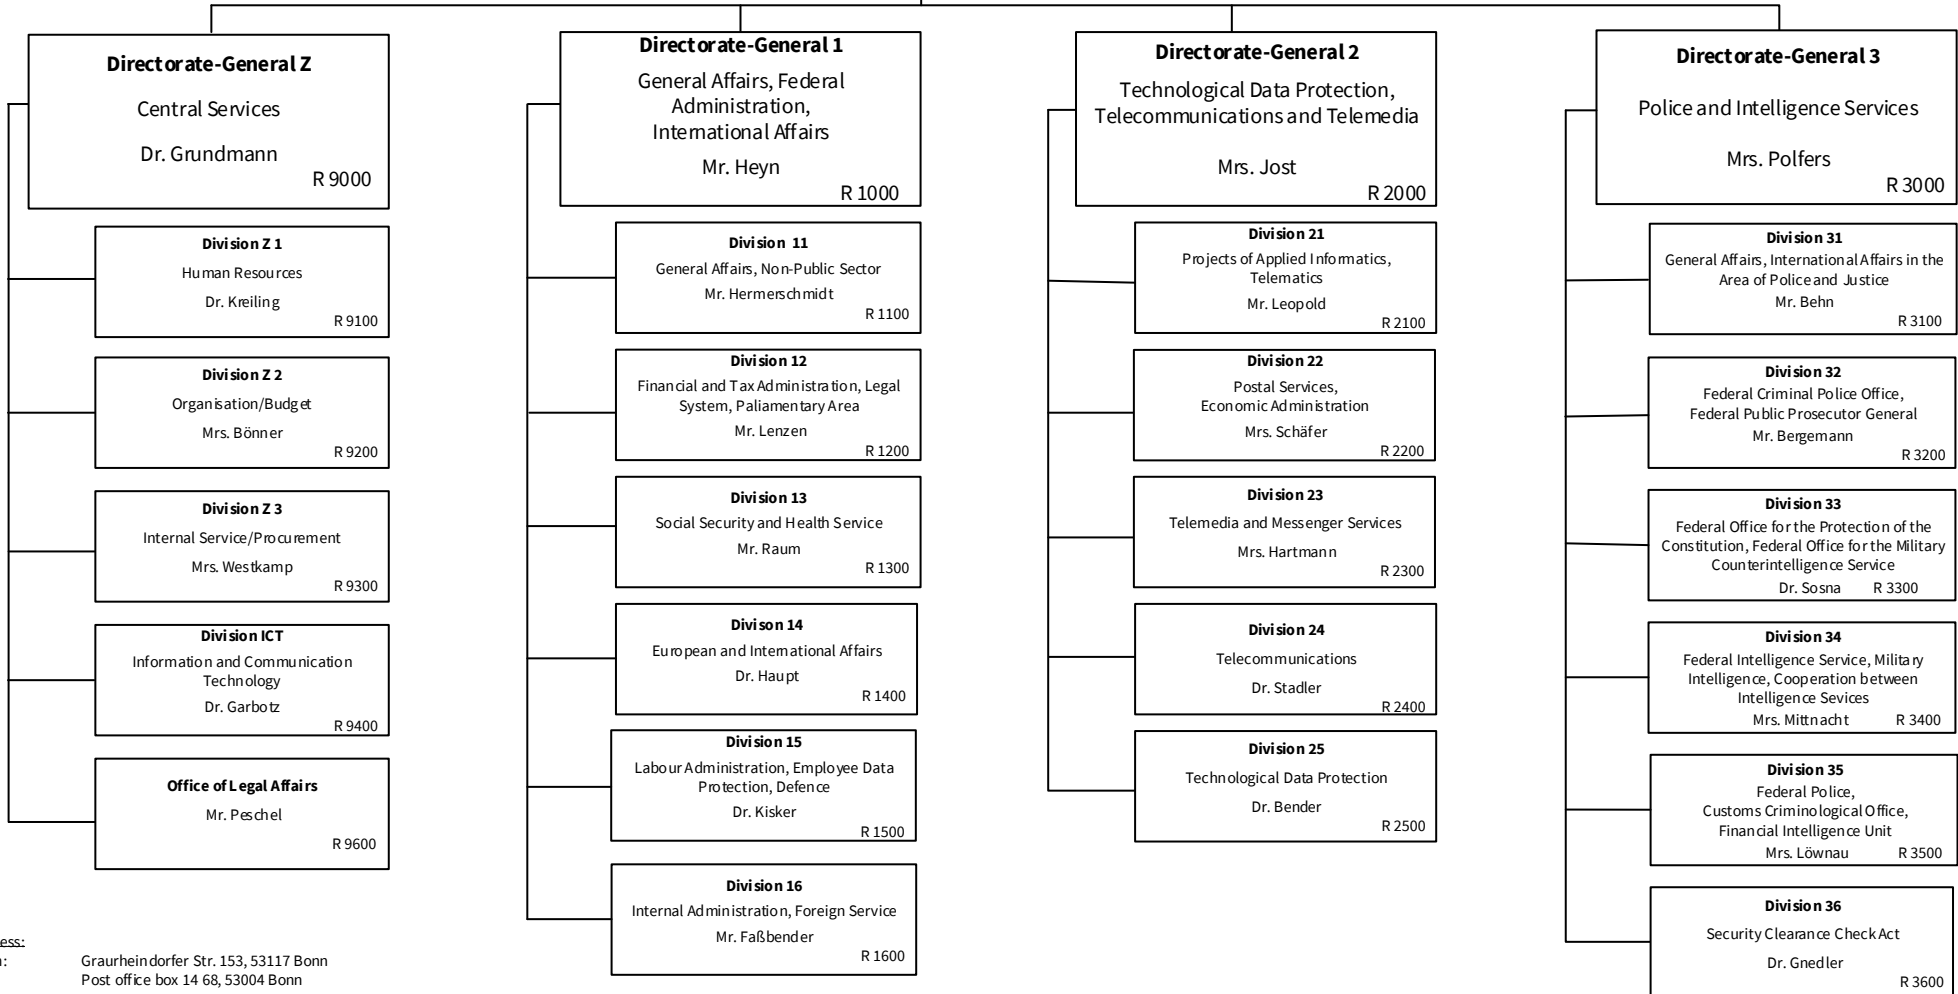 Directorate-General Z
Central Services
Dr. Grundmann
R 9000
Division Z 1
Human Resources
Dr. Kreiling
R 9100
Division Z 2
Organisation/Budget
Mrs. Bönner
R 9200
Division Z 3
Internal Service/Procurement
Mrs. Westkamp
R 9300
Division ICT
Information and Communication
Technology
Dr. Garbotz
R 9400
Office of Legal Affairs
Mr. Peschel
R 9600
Directorate-General 1
General Affairs, Federal
Administration,
International Affairs
Mr. Heyn
R 1000
Division 11
General Affairs, Non-Public Sector
Mr. Hermerschmidt
R 1100
Division 12
Financial and Tax Administration, Legal
System, Paliamentary Area
Mr. Lenzen
R 1200
Division 13
Social Security and Health Service
Mr. Raum
R 1300
Divison 14
European and International Affairs
Dr. Haupt
R 1400
Division 15
Labour Administration, Employee Data
Protection, Defence
Dr. Kisker
R 1500
Division 16
Internal Administration, Foreign Service
Mr. Faßbender
R 1600
Directorate-General 2
Technological Data Protection,
Telecommunications and Telemedia
Mrs. Jost
R 2000
Division 21
Projects of Applied Informatics,
Telematics
Mr. Leopold
R 2100
Division 22
Postal Services,
Economic Administration
Mrs. Schäfer
R 2200
Division 23
Telemedia and Messenger Services
Mrs. Hartmann
R 2300
Division 24
Telecommunications
Dr. Stadler
R 2400
Division 25
Technological Data Protection
Dr. Bender
R 2500
Directorate-General 3
Police and Intelligence Services
Mrs. Polfers
R 3000
Division 31
General Affairs, International Affairs in the
Area of Police and Justice
Mr. Behn
R 3100
Division 32
Federal Criminal Police Office,
Federal Public Prosecutor General
Mr. Bergemann
R 3200
Division 33
Federal Office for the Protection of the
Constitution, Federal Office for the Military
Counterintelligence Service
Dr. Sosna R 3300
Division 34
Federal Intelligence Service, Military
Intelligence, Cooperation between
Intelligence Sevices
Mrs. Mittnacht R 3400
Division 35
Federal Police,
Customs Criminological Office,
Financial Intelligence Unit
Mrs. Löwnau R 3500
Division 36
Security Clearance Check Act
Dr. Gnedler
R 3600
ess:
Graurheindorfer Str. 153, 53117 Bonn
Post office box 14 68, 53004 Bonn